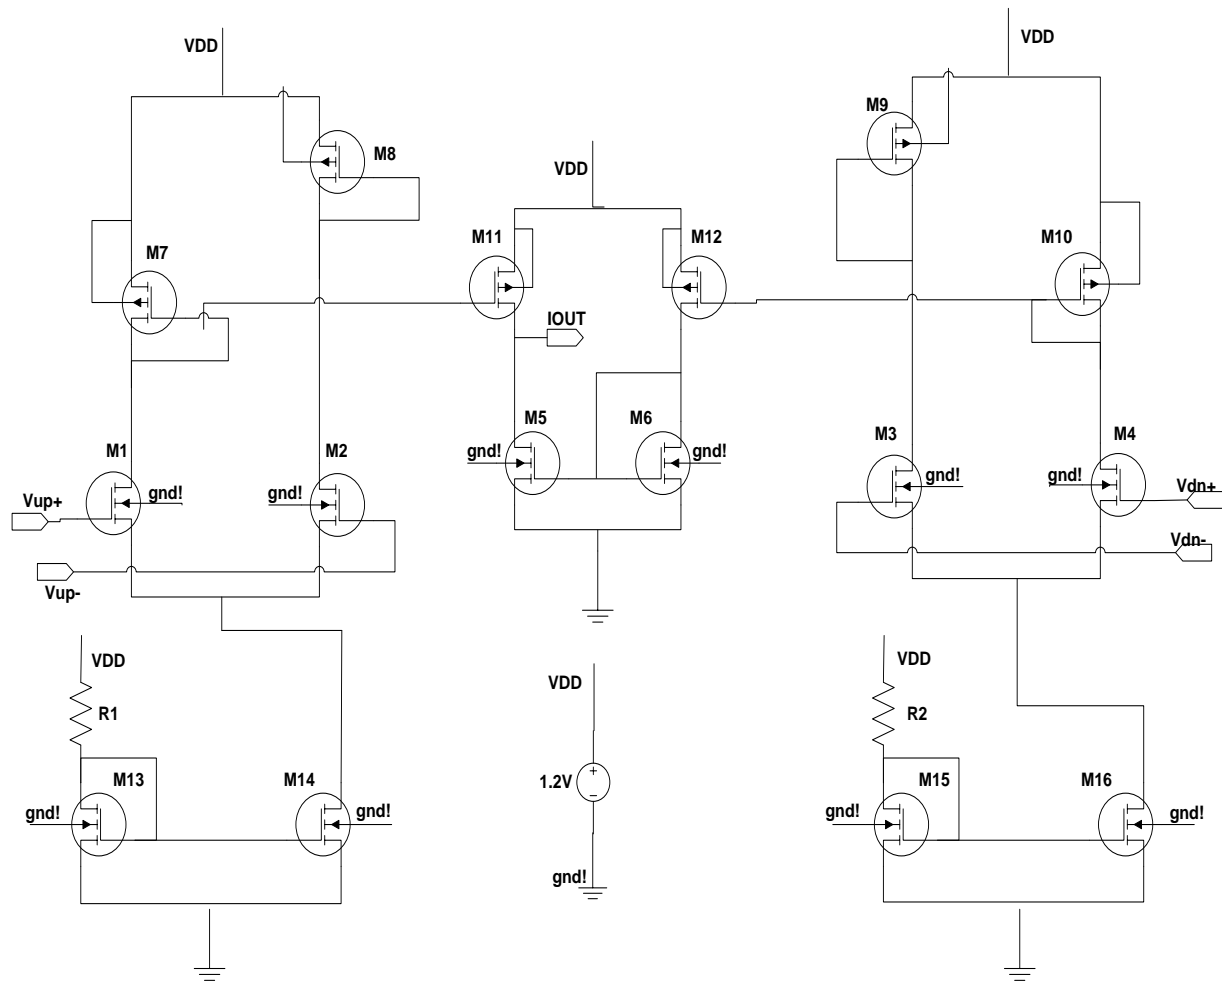 VDD
VDD
M9
M8
VDD
M7
M11
M12
M10
IOUT
M1
M2
M5
M6
M3
M4
gnd!
gnd!
Vup+
gnd!
gnd!
gnd!
gnd!
Vdn+
Vdn-
Vup-
VDD
VDD
VDD
R1
R2
M13
M14
1.2V
M15
M16
gnd!
gnd!
gnd!
gnd!
gnd!
+
–